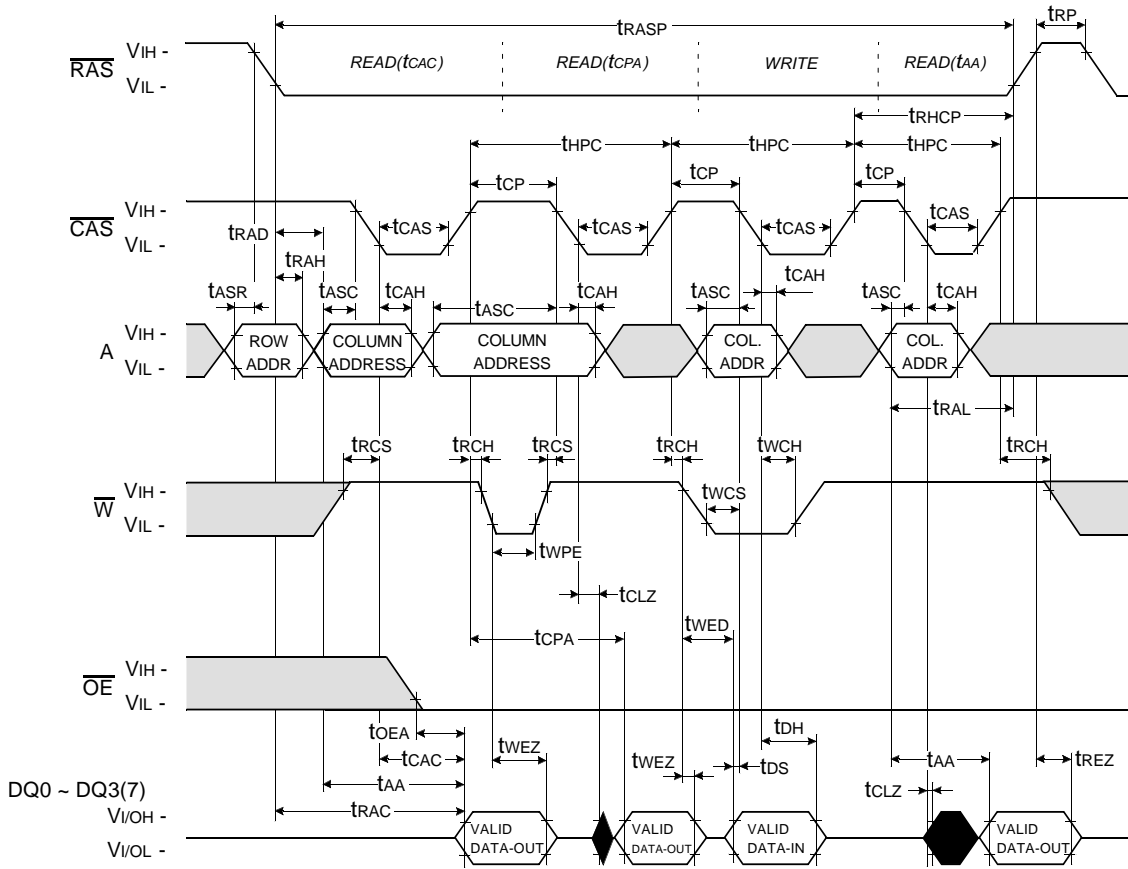 tRASP tRP
VIH -
RAS READ(tCAC) READ(tCPA) WRITE READ(tAA)
VIL -
tRHCP
tHPC tHPC tHPC
tCP tCP tCP
VIH -
CAS tCAS tCAS tCAS tCAS
VIL -
tRAD
tRAH
tASR tASC tCAH tASC tCAH tASC tCAH tASC tCAH
VIH -
A ROW ADDR COLUMN ADDRESS COLUMN ADDRESS COL. ADDR COL. ADDR
VIL -
tRAL
tRCS tRCH tRCS tRCH tWCH tRCH
VIH -
W tWCS
VIL -
tWPE
tCLZ
tCPA tWED
VIH -
OE
VIL -
tOEA tDH
tCAC tWEZ tWEZ tDS tAA tREZ
tAA tCLZ
DQ0 ~ DQ3(7)
tRAC
VI/OH -
VALID DATA-OUT VALID DATA-OUT VALID DATA-IN VALID DATA-OUT
VI/OL -